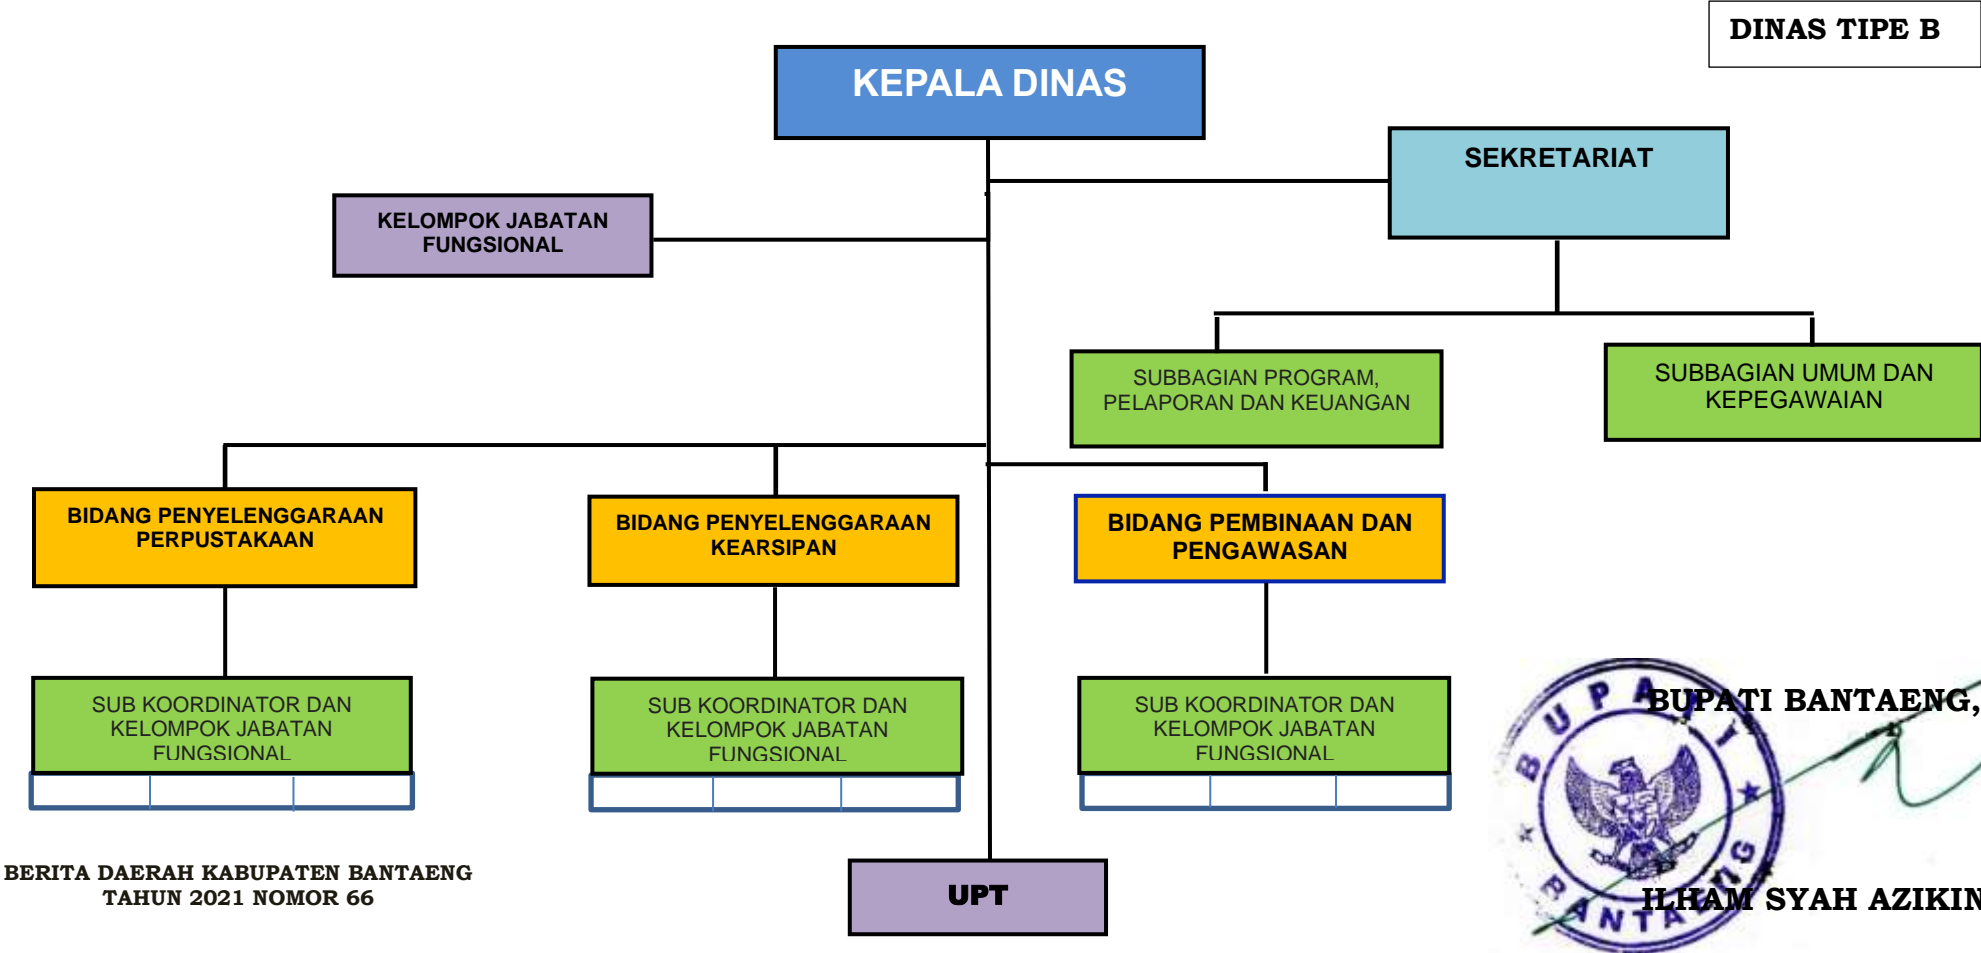 DINAS TIPE B
KEPALA DINAS
SEKRETARIAT
KELOMPOK JABATAN
FUNGSIONAL
SUBBAGIAN PROGRAM,
PELAPORAN DAN KEUANGAN
SUBBAGIAN UMUM DAN
KEPEGAWAIAN
BIDANG PENYELENGGARAAN
PERPUSTAKAAN
BIDANG PENYELENGGARAAN
KEARSIPAN
BIDANG PEMBINAAN DAN
PENGAWASAN
SUB KOORDINATOR DAN
KELOMPOK JABATAN
FUNGSIONAL
SUB KOORDINATOR DAN
KELOMPOK JABATAN
FUNGSIONAL
SUB KOORDINATOR DAN
KELOMPOK JABATAN
FUNGSIONAL
BUPATI BANTAENG,
BUPATI
BANTAENG
ILHAM SYAH AZIKIN
BERITA DAERAH KABUPATEN BANTAENG
TAHUN 2021 NOMOR 66
UPT